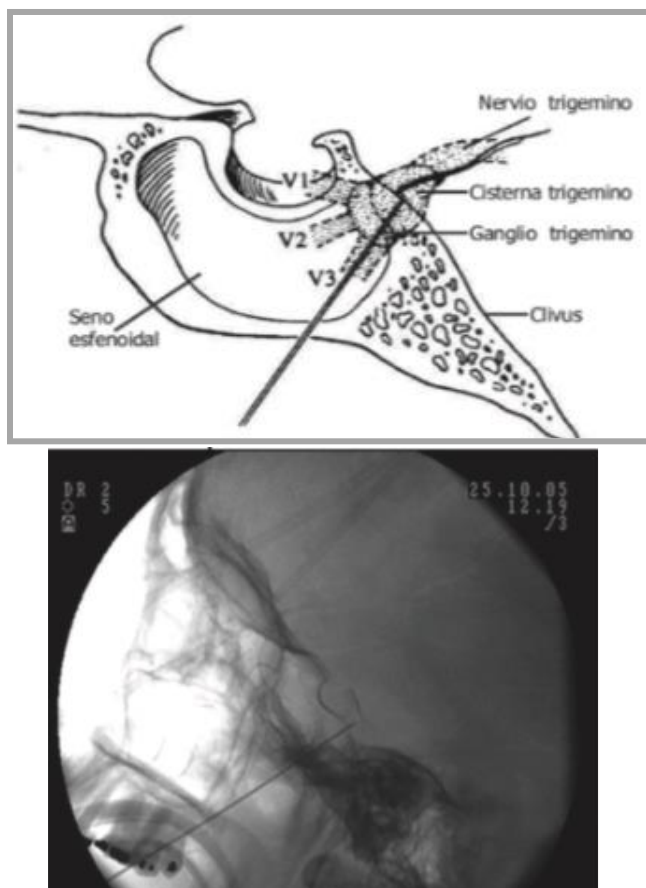 Nervio trigemino
V1
Cisterna trigemino
V2
Ganglio trigemino
V3
Seno
esfenoidal
Clivus
DR 2
5
25.10.05
12.19
/3